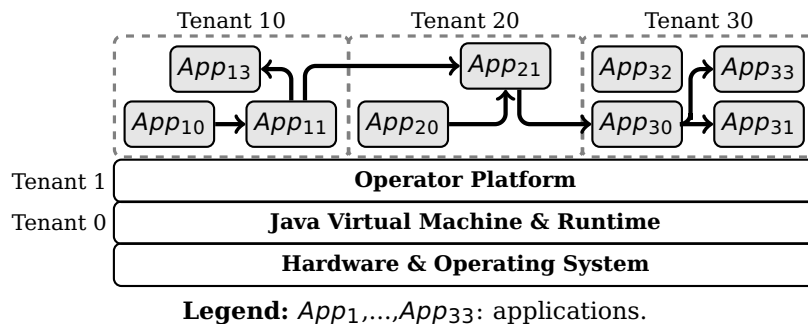 Tenant 10 Tenant 20 Tenant 30
App13 App21 App32 App33
App10 App11 App20 App30 App31
Tenant 1 Operator Platform
Tenant 0 Java Virtual Machine & Runtime
Hardware & Operating System
Legend: App1,...,App33: applications.